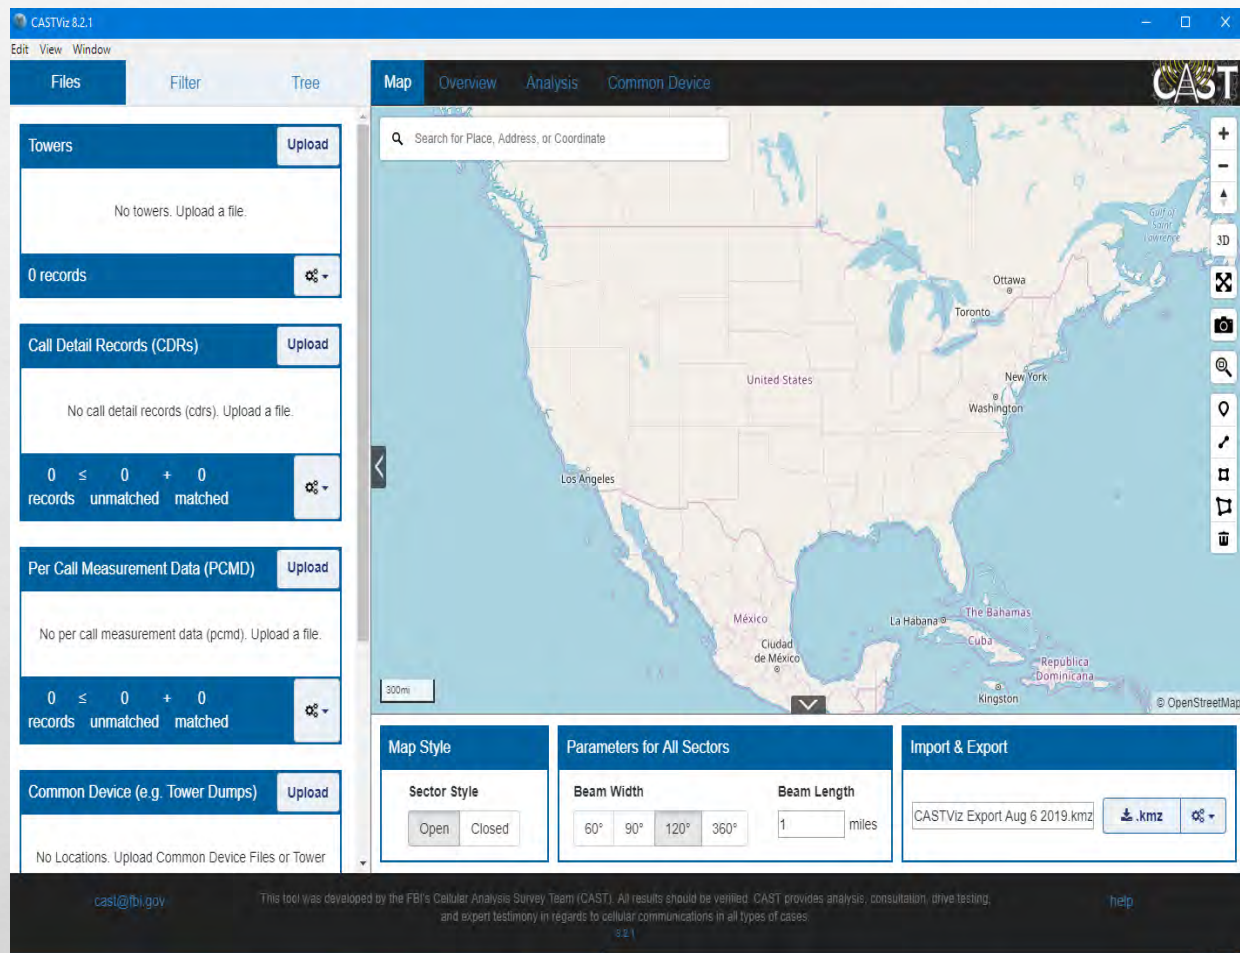 CASTViz 8.2.1
Edit View Window
Files Filter Tree
Map Overview Analysis Common Device
CAST
Towers Upload
No towers. Upload a file.
0 records
Call Detail Records (CDRs) Upload
No call detail records (cdrs). Upload a file.
0 ≤ 0 + 0
records unmatched matched
Per Call Measurement Data (PCMD) Upload
No per call measurement data (pcmd). Upload a file.
0 ≤ 0 + 0
records unmatched matched
Common Device (e.g. Tower Dumps) Upload
No Locations. Upload Common Device Files or Tower
Search for Place, Address, or Coordinate
3D
Gulf of
Saint
Lawrence
Ottawa
Toronto
United States
New York
Washington
Los Angeles
México
Ciudad
de México
La Habana
The Bahamas
Cuba
Republica
Dominicana
Kingston
300mi
© OpenStreetMap
Map Style
Sector Style
Open Closed
Parameters for All Sectors
Beam Width Beam Length
60° 90° 120° 360° 1 miles
Import & Export
CASTViz Export Aug 6 2019.kmz .kmz
cast@fbi.gov
This tool was developed by the FBI's Cellular Analysis Survey Team (CAST). All results should be verified. CAST provides analysis, consultation, drive testing,
and expert testimony in regards to cellular communications in all types of cases.
8.2.1
help